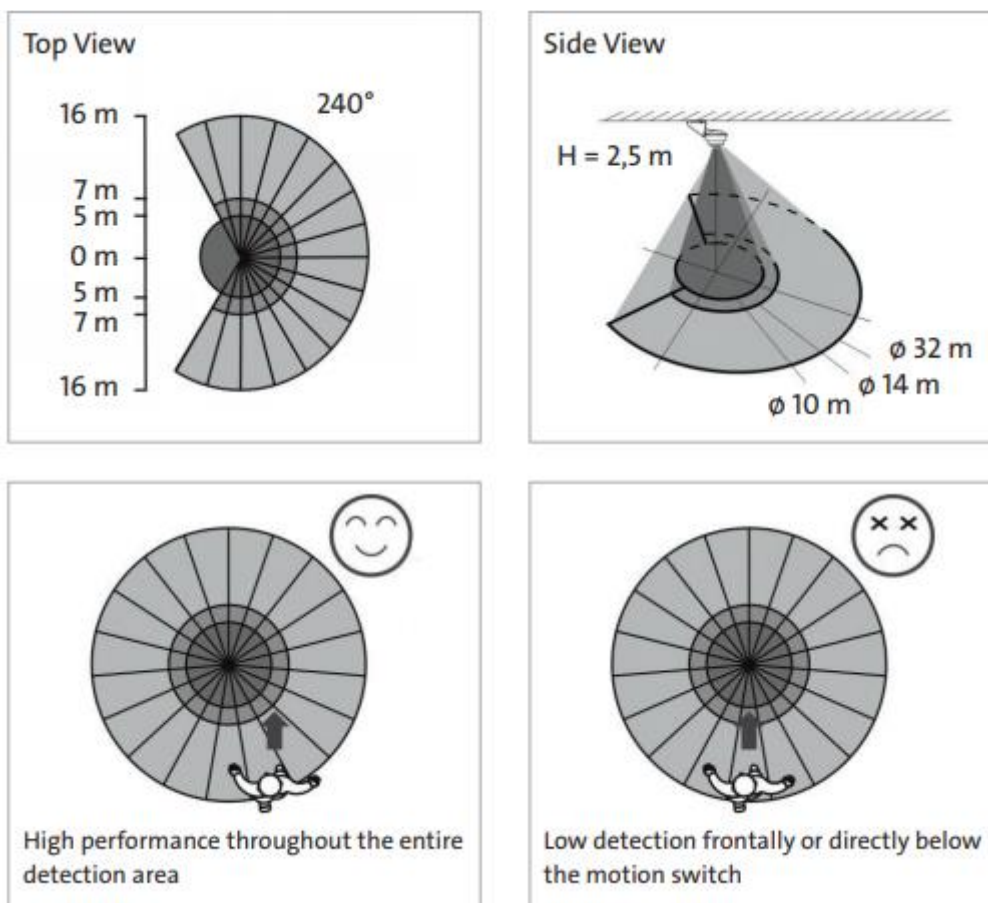 Top View
240°
16 m
7 m
5 m
0 m
5 m
7 m
16 m
Side View
H = 2,5 m
ø 32 m
ø 14 m
ø 10 m
High performance throughout the entire
detection area
Low detection frontally or directly below
the motion switch